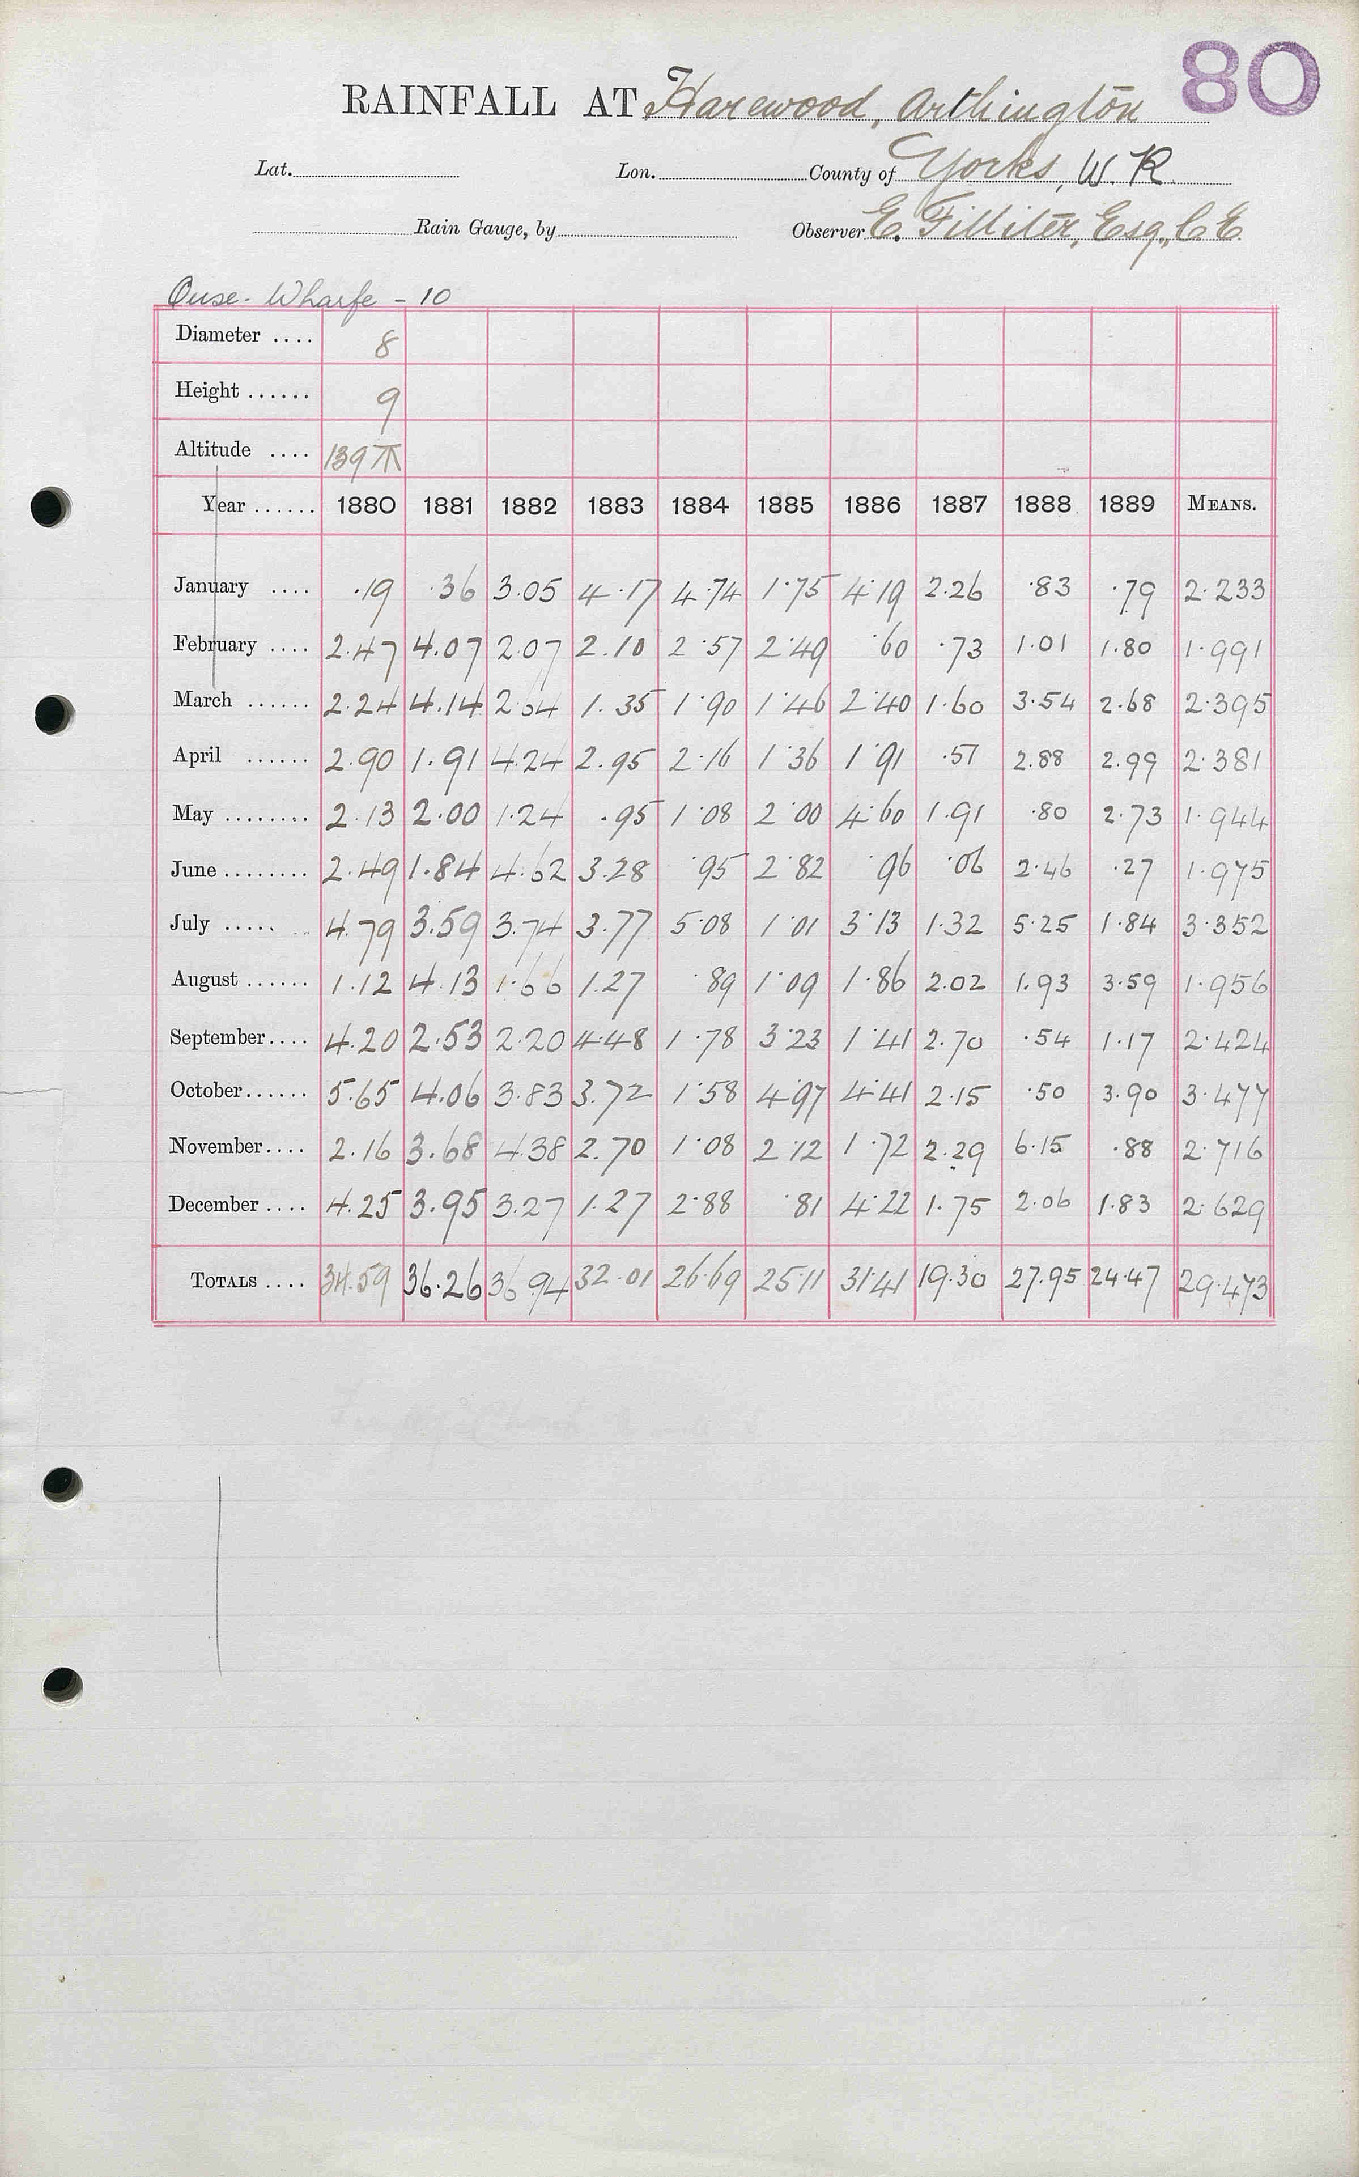 80
RAINFALL AT Harewood, Arthington
Lat. Lon. County of Yorks, W. R.
Rain Gauge, by Observer E. Filliter, Esq., C.E.
Ouse - Wharfe - 10
Diameter .... 8
Height ...... 9
Altitude .... 139
Year ...... 1880 1881 1882 1883 1884 1885 1886 1887 1888 1889 MEANS.
January .... .19 .36 3.05 4.17 4.74 1.75 4.19 2.26 .83 .79 2.233
February .... 2.47 4.07 2.07 2.10 2.57 2.49 .60 .73 1.01 1.80 1.991
March ...... 2.24 4.14 2.64 1.35 1.90 1.46 2.40 1.60 3.54 2.68 2.395
April ...... 2.90 1.91 4.24 2.95 2.16 1.36 1.91 .51 2.88 2.99 2.381
May ........ 2.13 2.00 1.24 .95 1.08 2.00 4.60 1.91 .80 2.73 1.944
June ........ 2.49 1.84 4.62 3.28 .95 2.82 .96 .06 2.46 .27 1.975
July ..... 4.79 3.59 3.74 3.77 5.08 1.01 3.13 1.32 5.25 1.84 3.352
August ...... 1.12 4.13 1.66 1.27 .89 1.09 1.86 2.02 1.93 3.59 1.956
September.... 4.20 2.53 2.20 4.48 1.78 3.23 1.41 2.70 .54 1.17 2.424
October...... 5.65 4.06 3.83 3.72 1.58 4.97 4.41 2.15 .50 3.90 3.477
November.... 2.16 3.68 4.38 2.70 1.08 2.12 1.72 2.29 6.15 .88 2.716
December .... 4.25 3.95 3.27 1.27 2.88 .81 4.22 1.75 2.06 1.83 2.629
TOTALS .... 34.59 36.26 36.94 32.01 26.69 25.11 31.41 19.30 27.95 24.47 29.473